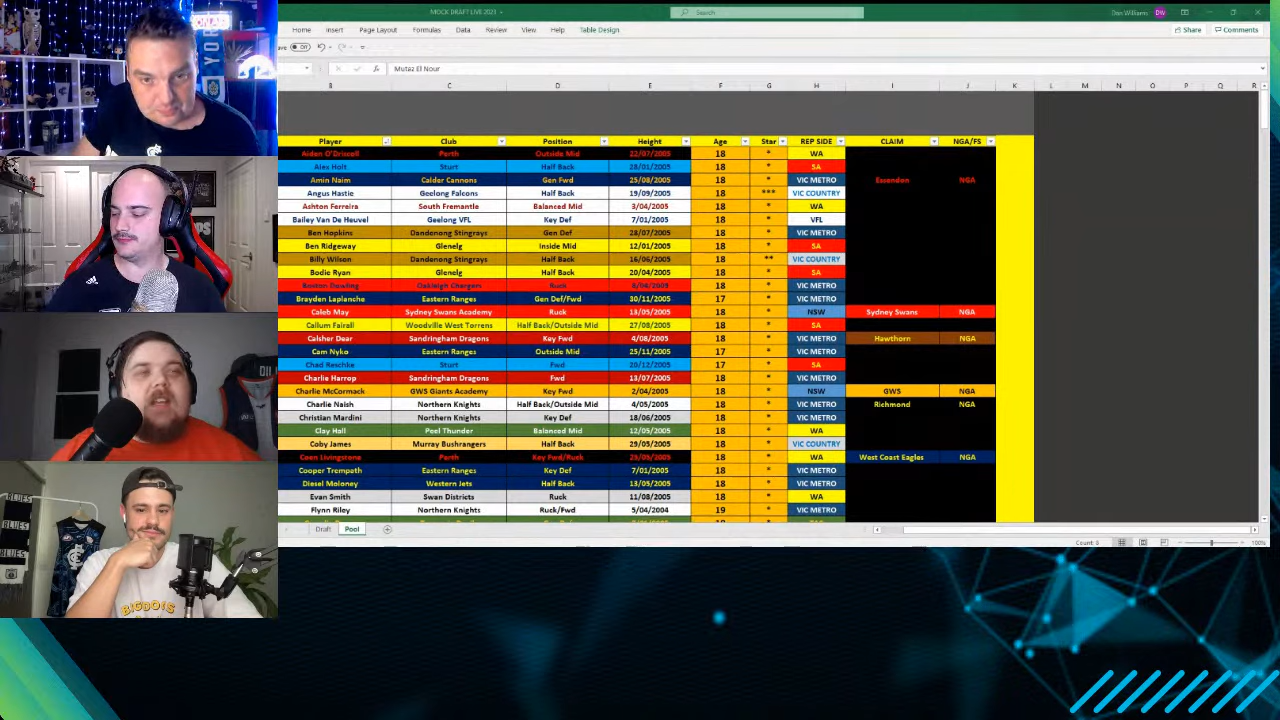 MOCK DRAFT LIVE 2023
Search
Don Williams DW
Home Insert Page Layout Formulas Data Review View Help Table Design Share Comments
Off
Mutaz El Nour
B C D E F G H I J K L M N O P Q R
Player Club Position Height Age Star REP SIDE CLAIM NGA/FS
Aiden O'Driscoll Perth Outside Mid 22/07/2005 18 * WA
Alex Holt Sturt Half Back 28/01/2005 18 * SA
Amin Naim Calder Cannons Gen Fwd 25/08/2005 18 * VIC METRO Essendon NGA
Angus Hastie Geelong Falcons Half Back 19/09/2005 18 *** VIC COUNTRY
Ashton Ferreira South Fremantle Balanced Mid 3/04/2005 18 * WA
Bailey Van De Heuvel Geelong VFL Key Def 7/01/2005 18 * VFL
Ben Hopkins Dandenong Stingrays Gen Def 28/07/2005 18 * VIC METRO
Ben Ridgeway Glenelg Inside Mid 12/01/2005 18 * SA
Billy Wilson Dandenong Stingrays Half Back 16/06/2005 18 ** VIC COUNTRY
Bodie Ryan Glenelg Half Back 20/04/2005 18 * SA
Boston Dowling Oakleigh Chargers Ruck 8/04/2005 18 * VIC METRO
Brayden Laplanche Eastern Ranges Gen Def/Fwd 30/11/2005 17 * VIC METRO
Caleb May Sydney Swans Academy Ruck 13/05/2005 18 * NSW Sydney Swans NGA
Callum Fairall Woodville West Torrens Half Back/Outside Mid 27/08/2005 18 * SA
Calsher Dear Sandringham Dragons Key Fwd 4/08/2005 18 * VIC METRO Hawthorn NGA
Cam Nyko Eastern Ranges Outside Mid 25/11/2005 17 * VIC METRO
Chad Reschke Sturt Fwd 20/12/2005 17 * SA
Charlie Harrop Sandringham Dragons Fwd 13/07/2005 18 * VIC METRO
Charlie McCormack GWS Giants Academy Key Fwd 2/04/2005 18 * NSW GWS NGA
Charlie Naish Northern Knights Half Back/Outside Mid 4/05/2005 18 * VIC METRO Richmond NGA
Christian Mardini Northern Knights Key Def 18/06/2005 18 * VIC METRO
Clay Hall Peel Thunder Balanced Mid 12/05/2005 18 * WA
Coby James Murray Bushrangers Half Back 29/05/2005 18 * VIC COUNTRY
Coen Livingstone Perth Key Fwd/Ruck 29/05/2005 18 * WA West Coast Eagles NGA
Cooper Trempath Eastern Ranges Key Def 7/01/2005 18 * VIC METRO
Diesel Moloney Western Jets Half Back 13/05/2005 18 * VIC METRO
Evan Smith Swan Districts Ruck 11/08/2005 18 * WA
Flynn Riley Northern Knights Ruck/Fwd 5/04/2004 19 * VIC METRO
Draft Pool
Count: 8 100%
YORK
BLUES
BIGDOGS